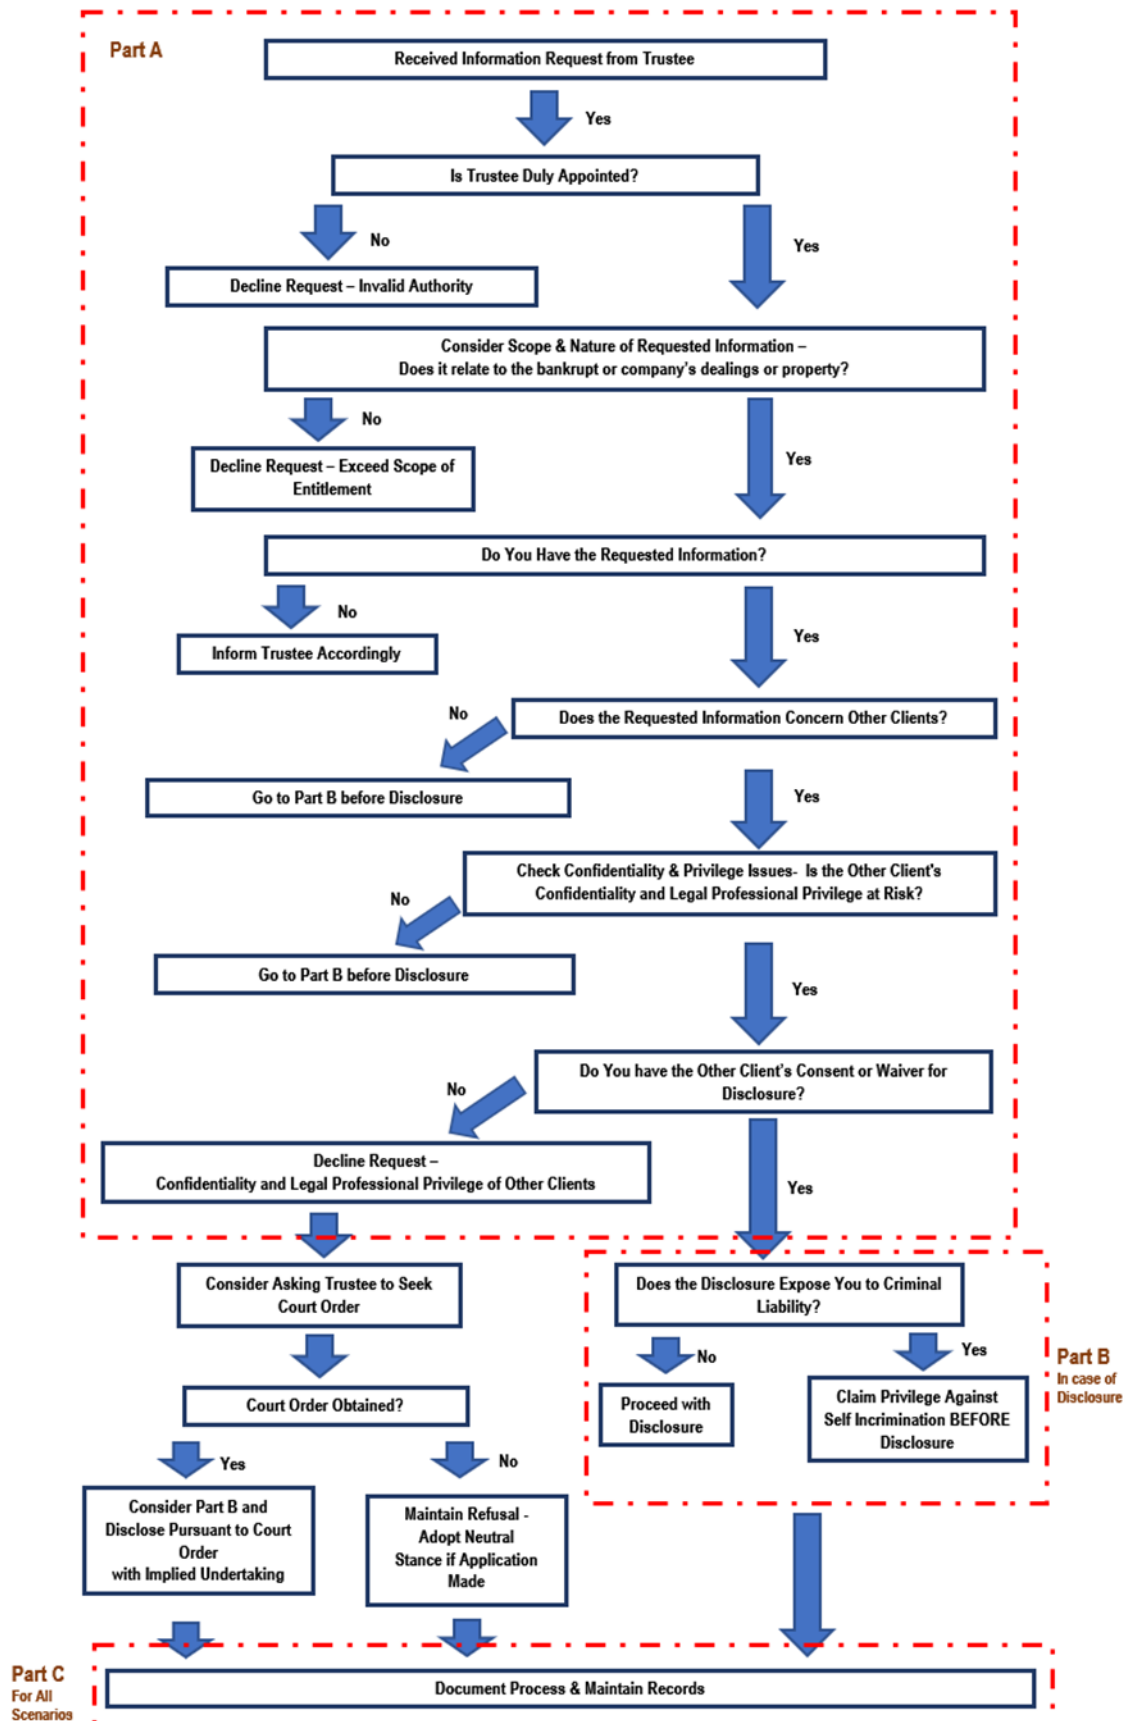 Part A
Received Information Request from Trustee
Yes
Is Trustee Duly Appointed?
No
Yes
Decline Request – Invalid Authority
Consider Scope & Nature of Requested Information –
Does it relate to the bankrupt or company's dealings or property?
No
Yes
Decline Request – Exceed Scope of
Entitlement
Do You Have the Requested Information?
No
Yes
Inform Trustee Accordingly
Does the Requested Information Concern Other Clients?
No
Yes
Go to Part B before Disclosure
Check Confidentiality & Privilege Issues- Is the Other Client's
Confidentiality and Legal Professional Privilege at Risk?
No
Yes
Go to Part B before Disclosure
Do You have the Other Client's Consent or Waiver for
Disclosure?
No
Yes
Decline Request –
Confidentiality and Legal Professional Privilege of Other Clients
Consider Asking Trustee to Seek
Court Order
Court Order Obtained?
Yes
No
Consider Part B and
Disclose Pursuant to Court
Order
with Implied Undertaking
Maintain Refusal -
Adopt Neutral
Stance if Application
Made
Does the Disclosure Expose You to Criminal
Liability?
No
Yes
Proceed with
Disclosure
Claim Privilege Against
Self Incrimination BEFORE
Disclosure
Part B
In case of
Disclosure
Part C
For All
Scenarios
Document Process & Maintain Records